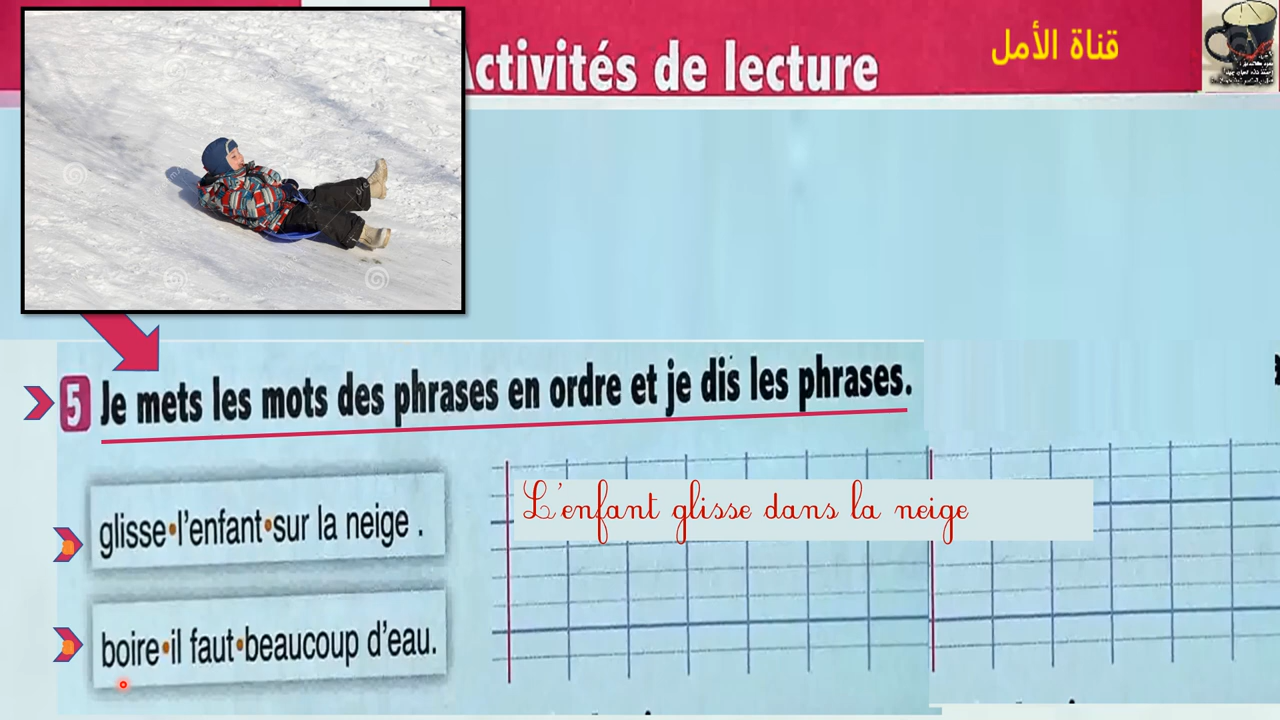 Activités de lecture
قناة الأمل
5 Je mets les mots des phrases en ordre et je dis les phrases.
glisse•l'enfant•sur la neige .
L'enfant glisse dans la neige
boire•il faut•beaucoup d'eau.